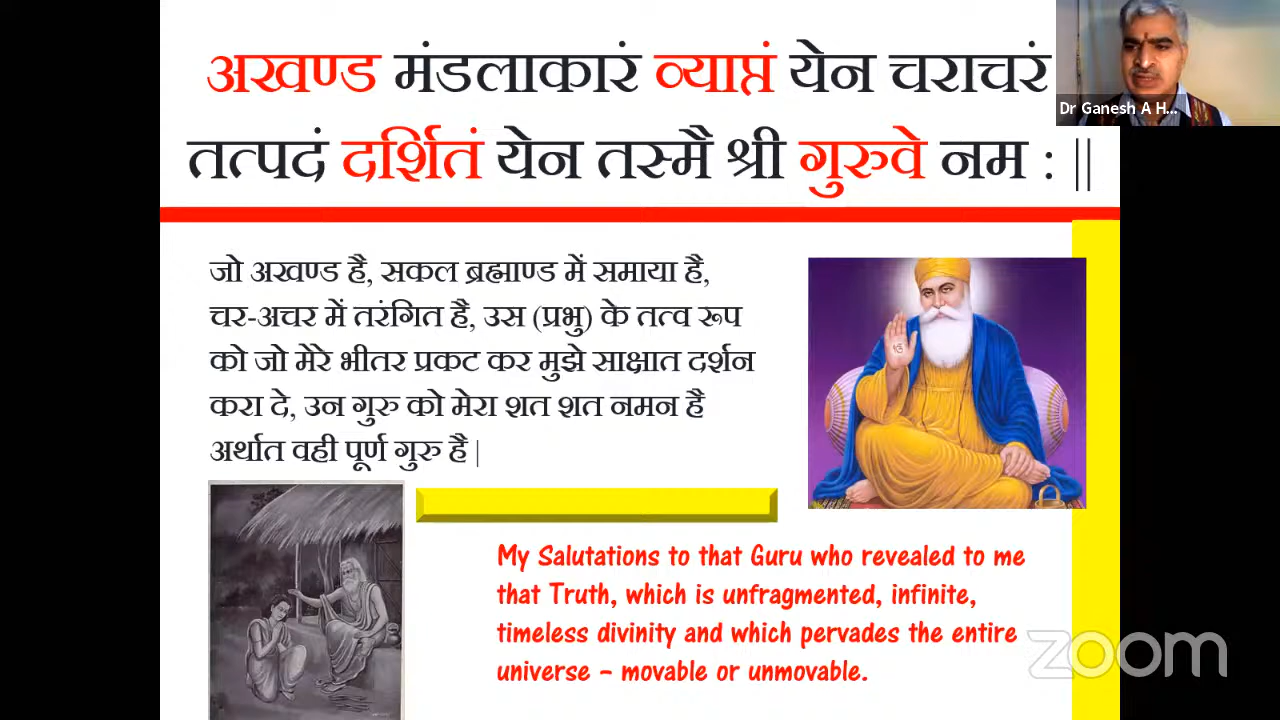 अखण्ड मंडलाकारं व्याप्तं येन चराचरं
तत्पदं दर्शितं येन तस्मै श्री गुरुवे नम : ||
Dr Ganesh A H...
जो अखण्ड है, सकल ब्रह्माण्ड में समाया है,
चर-अचर में तरंगित है, उस (प्रभु) के तत्व रूप
को जो मेरे भीतर प्रकट कर मुझे साक्षात दर्शन
करा दे, उन गुरु को मेरा शत शत नमन है
अर्थात वही पूर्ण गुरु है |
My Salutations to that Guru who revealed to me
that Truth, which is unfragmented, infinite,
timeless divinity and which pervades the entire
universe – movable or unmovable.
zoom